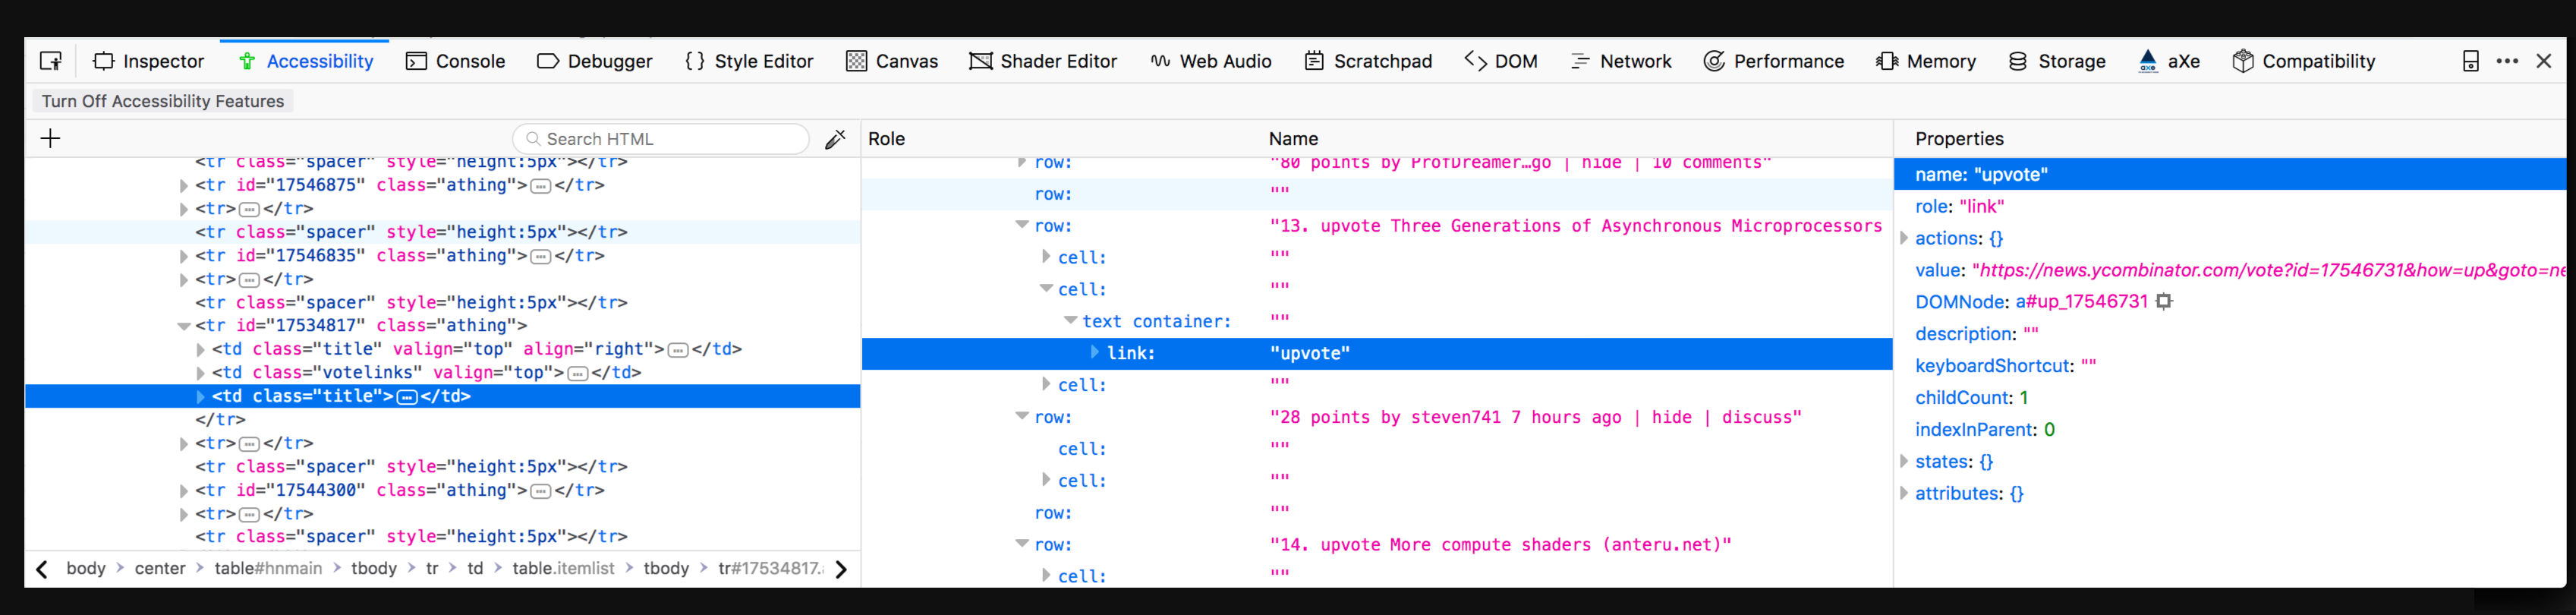 Inspector Accessibility Console Debugger {} Style Editor Canvas Shader Editor Web Audio Scratchpad DOM Network Performance Memory Storage aXe Compatibility
Turn Off Accessibility Features
Search HTML
<tr class="spacer" style="height:5px"></tr>
<tr id="17546875" class="athing"></tr>
<tr></tr>
<tr class="spacer" style="height:5px"></tr>
<tr id="17546835" class="athing"></tr>
<tr></tr>
<tr class="spacer" style="height:5px"></tr>
<tr id="17534817" class="athing">
<td class="title" valign="top" align="right"></td>
<td class="votelinks" valign="top"></td>
<td class="title"></td>
</tr>
<tr></tr>
<tr class="spacer" style="height:5px"></tr>
<tr id="17544300" class="athing"></tr>
<tr></tr>
<tr class="spacer" style="height:5px"></tr>
body center table#hnmain tbody tr td table.itemlist tbody tr#17534817.
Role Name
row: "80 points by ProfDreamer…go | hide | 10 comments"
row: ""
row: "13. upvote Three Generations of Asynchronous Microprocessors
cell: ""
cell: ""
text container: ""
link: "upvote"
cell: ""
row: "28 points by steven741 7 hours ago | hide | discuss"
cell: ""
cell: ""
row: ""
row: "14. upvote More compute shaders (anteru.net)"
cell: ""
Properties
name: "upvote"
role: "link"
actions: {}
value: "https://news.ycombinator.com/vote?id=17546731&how=up&goto=ne
DOMNode: a#up_17546731
description: ""
keyboardShortcut: ""
childCount: 1
indexInParent: 0
states: {}
attributes: {}